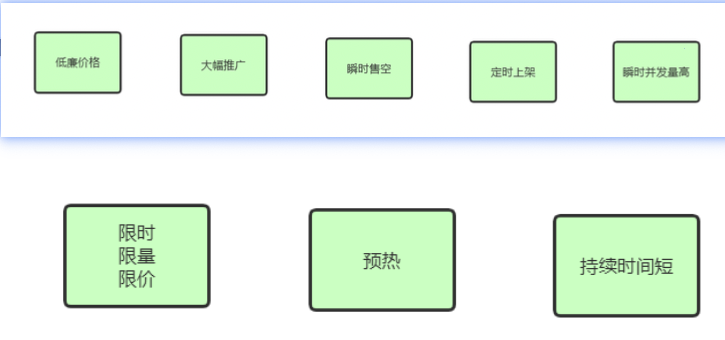 低廉价格
大幅推广
瞬时售空
定时上架
瞬时并发量高
限时
限量
限价
预热
持续时间短